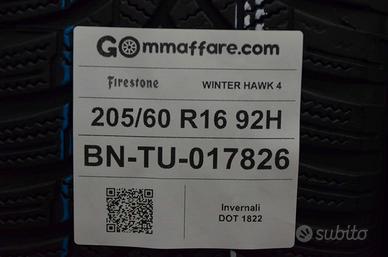 GOmmaffare.com
Firestone WINTER HAWK 4
205/60 R16 92H
BN-TU-017826
Invernali
DOT 1822
subito